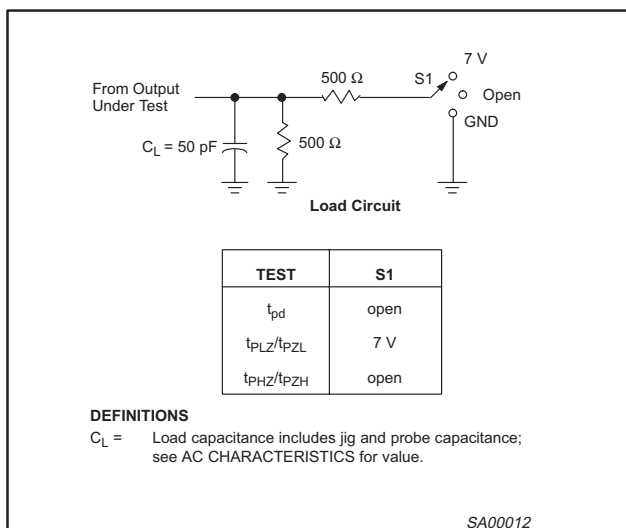 7 V
500 Ω
S1
From Output
Under Test
Open
GND
C_L = 50 pF
500 Ω
Load Circuit
TEST S1
t_pd open
t_PLZ/t_PZL 7 V
t_PHZ/t_PZH open
DEFINITIONS
C_L = Load capacitance includes jig and probe capacitance;
see AC CHARACTERISTICS for value.
SA00012